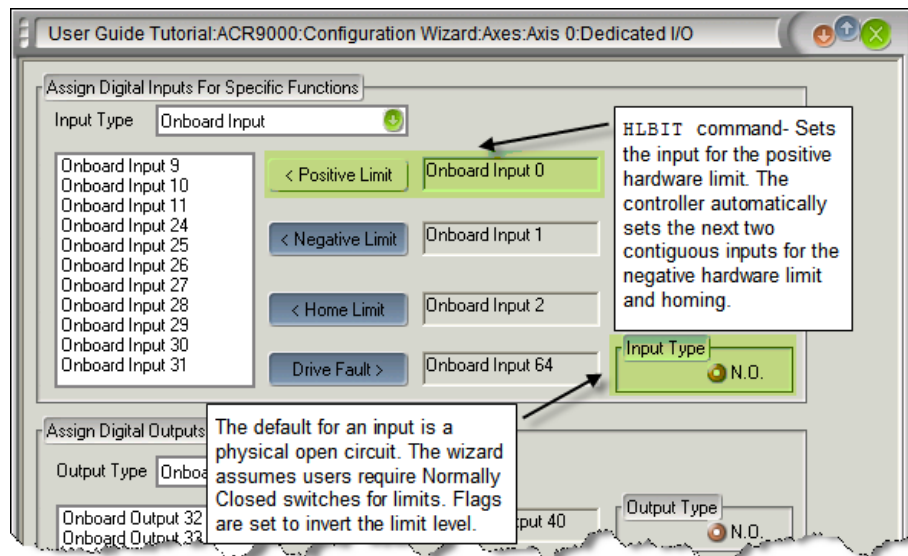 User Guide Tutorial:ACR9000:Configuration Wizard:Axes:Axis 0:Dedicated I/O
Assign Digital Inputs For Specific Functions
Input Type
Onboard Input
Onboard Input 9
Onboard Input 10
Onboard Input 11
Onboard Input 24
Onboard Input 25
Onboard Input 26
Onboard Input 27
Onboard Input 28
Onboard Input 29
Onboard Input 30
Onboard Input 31
< Positive Limit
Onboard Input 0
< Negative Limit
Onboard Input 1
< Home Limit
Onboard Input 2
Drive Fault >
Onboard Input 64
HLBIT command- Sets
the input for the positive
hardware limit. The
controller automatically
sets the next two
contiguous inputs for the
negative hardware limit
and homing.
Input Type
N.O.
The default for an input is a
physical open circuit. The wizard
assumes users require Normally
Closed switches for limits. Flags
are set to invert the limit level.
Assign Digital Outputs
Output Type
Onboard Output 32
Onboard Output 33
put 40
Output Type
N.O.